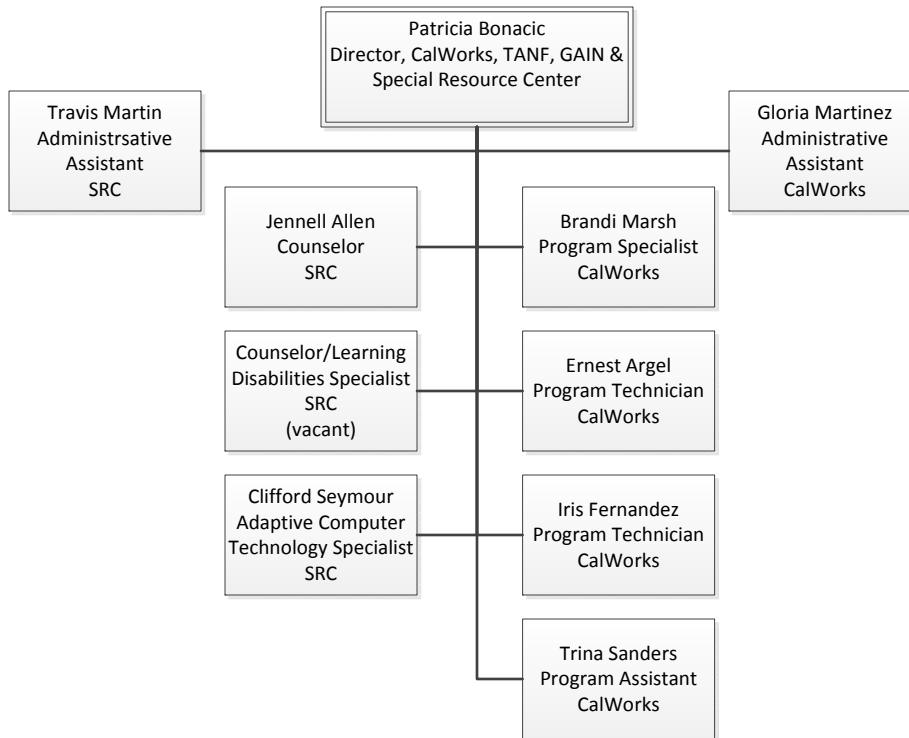 Patricia Bonacic
Director, CalWorks, TANF, GAIN &
Special Resource Center
Travis Martin
Administrsative
Assistant
SRC
Gloria Martinez
Administrative
Assistant
CalWorks
Jennell Allen
Counselor
SRC
Brandi Marsh
Program Specialist
CalWorks
Counselor/Learning
Disabilities Specialist
SRC
(vacant)
Ernest Argel
Program Technician
CalWorks
Clifford Seymour
Adaptive Computer
Technology Specialist
SRC
Iris Fernandez
Program Technician
CalWorks
Trina Sanders
Program Assistant
CalWorks